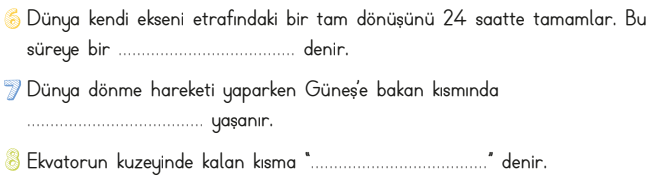 6 Dünya kendi ekseni etrafındaki bir tam dönüşünü 24 saatte tamamlar. Bu
süreye bir ..................................... denir.
7 Dünya dönme hareketi yaparken Güneş'e bakan kısmında
..................................... yaşanır.
8 Ekvatorun kuzeyinde kalan kısma "....................................." denir.